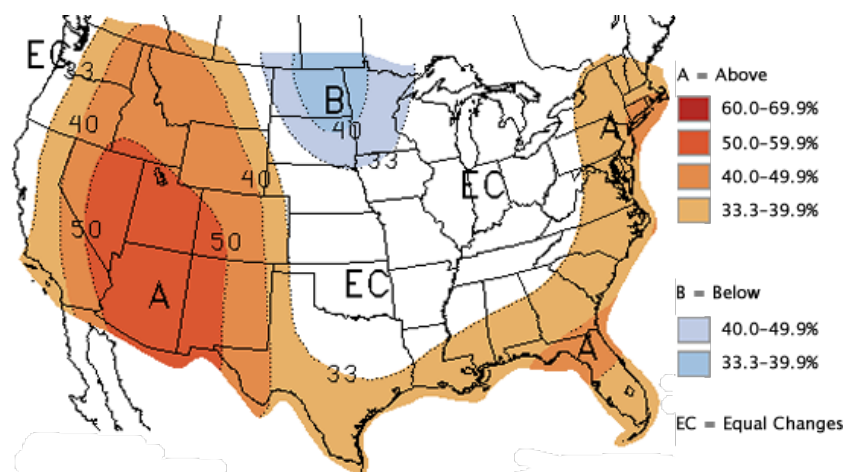 EC
33
40
40
50
50
A
B
40
33
EC
EC
33
A
A
A = Above
60.0-69.9%
50.0-59.9%
40.0-49.9%
33.3-39.9%
B = Below
40.0-49.9%
33.3-39.9%
EC = Equal Changes